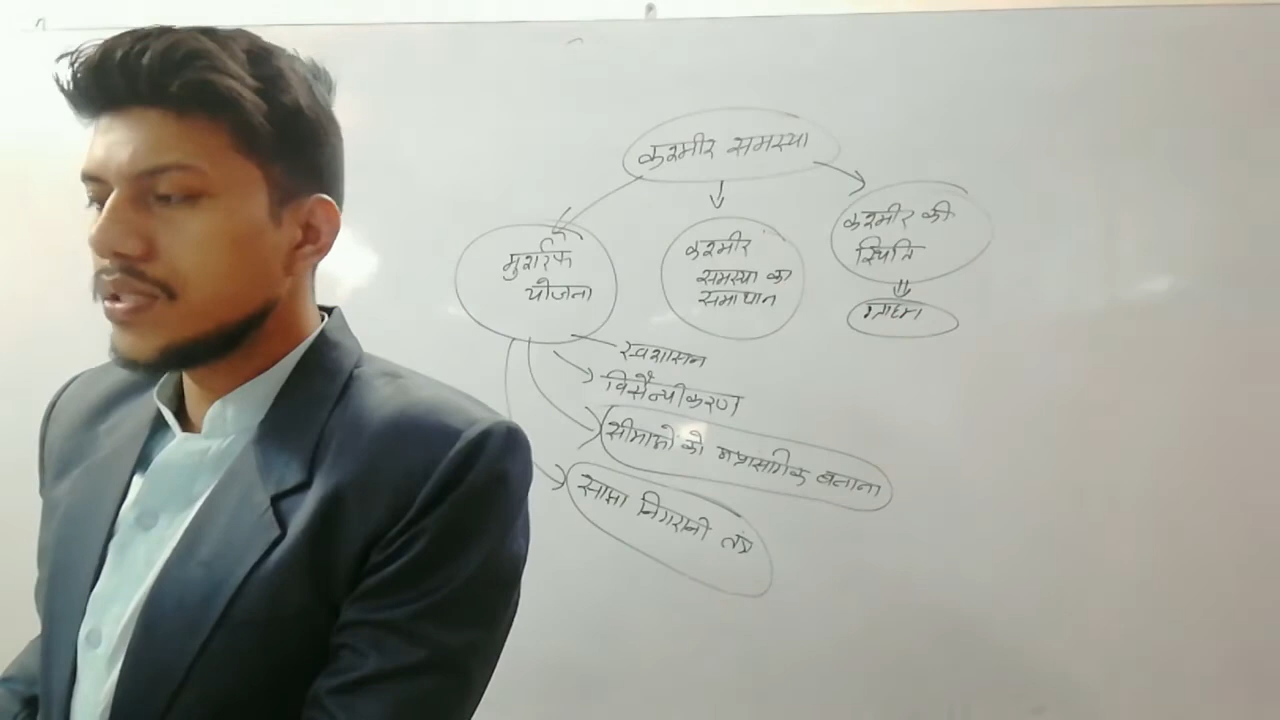 कश्मीर समस्या
मुशर्रफ
योजना
कश्मीर
समस्या का
समाधान
कश्मीर की
स्थिति
स्वशासन
विसैन्यीकरण
सीमाओ को अप्रासंगिक बनाना
साझा निगरानी तंत्र